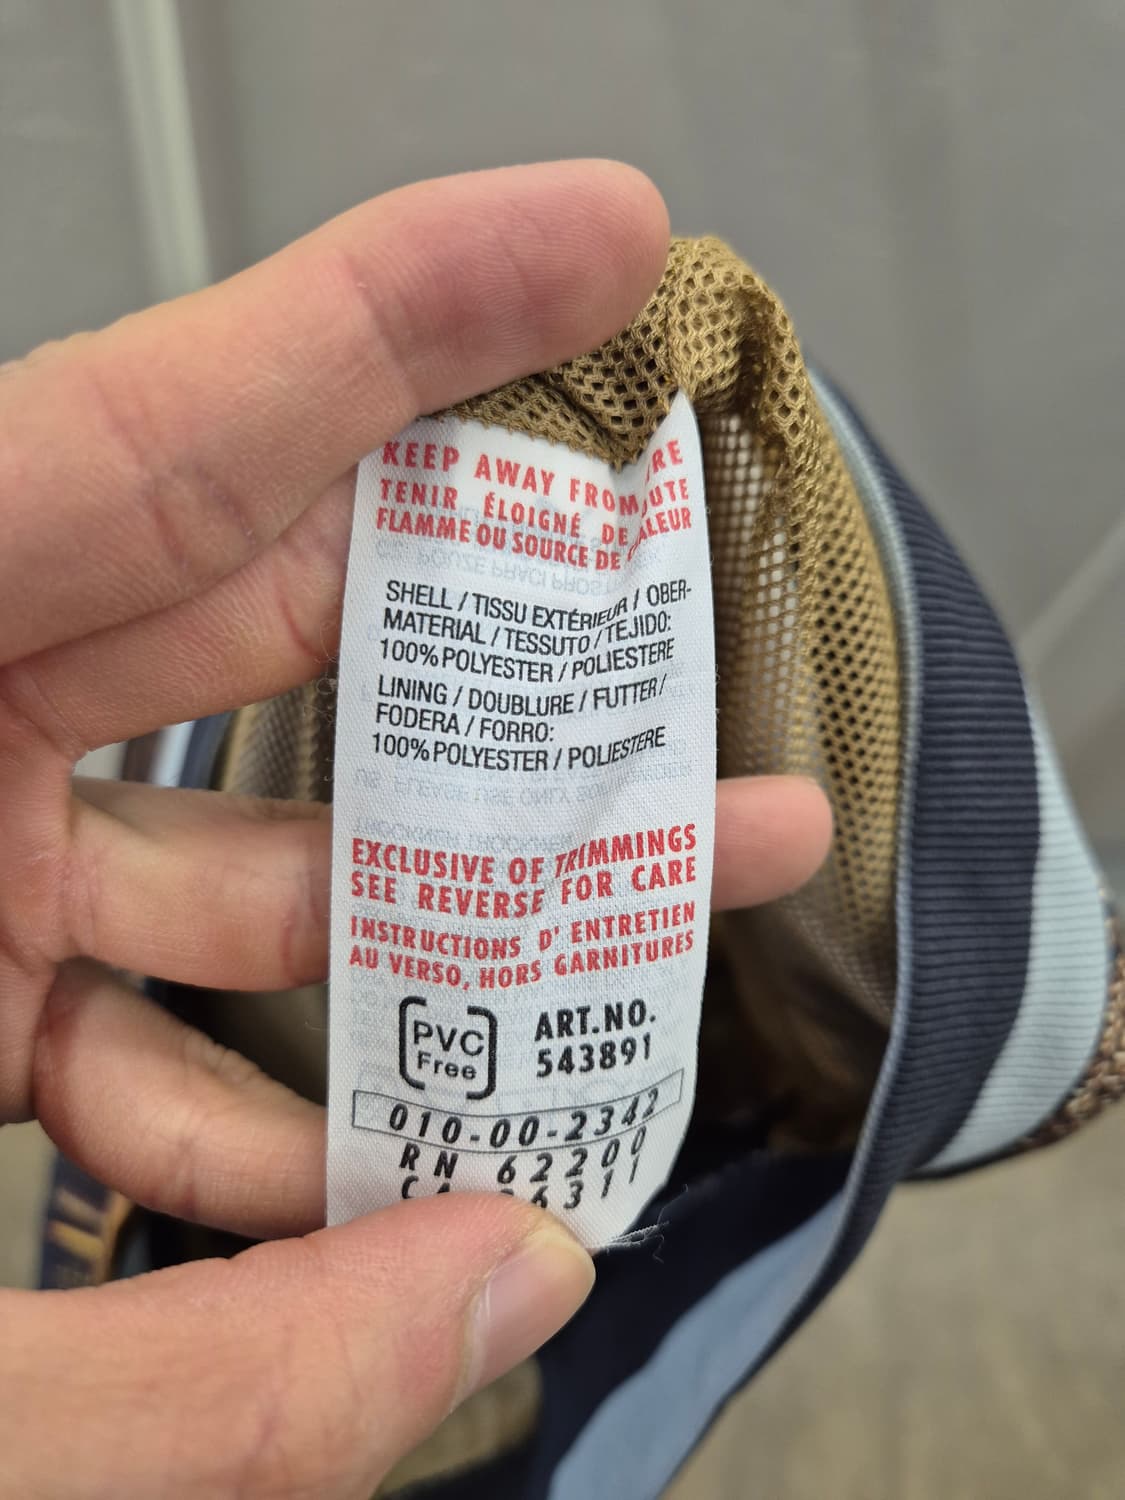 KEEP AWAY FROM
TENIR ÉLOIGNÉ DE
FLAMME OU SOURCE DE
SHELL / TISSU EXTÉRIEUR / OBER-
MATERIAL / TESSUTO / TEJIDO:
100% POLYESTER / POLIESTERE
LINING / DOUBLURE / FUTTER /
FODERA / FORRO:
100% POLYESTER / POLIESTERE
EXCLUSIVE OF TRIMMINGS
SEE REVERSE FOR CARE
INSTRUCTIONS D' ENTRETIEN
AU VERSO, HORS GARNITURES
PVC
Free
ART.NO.
543891
010-00-2342
RN 62200